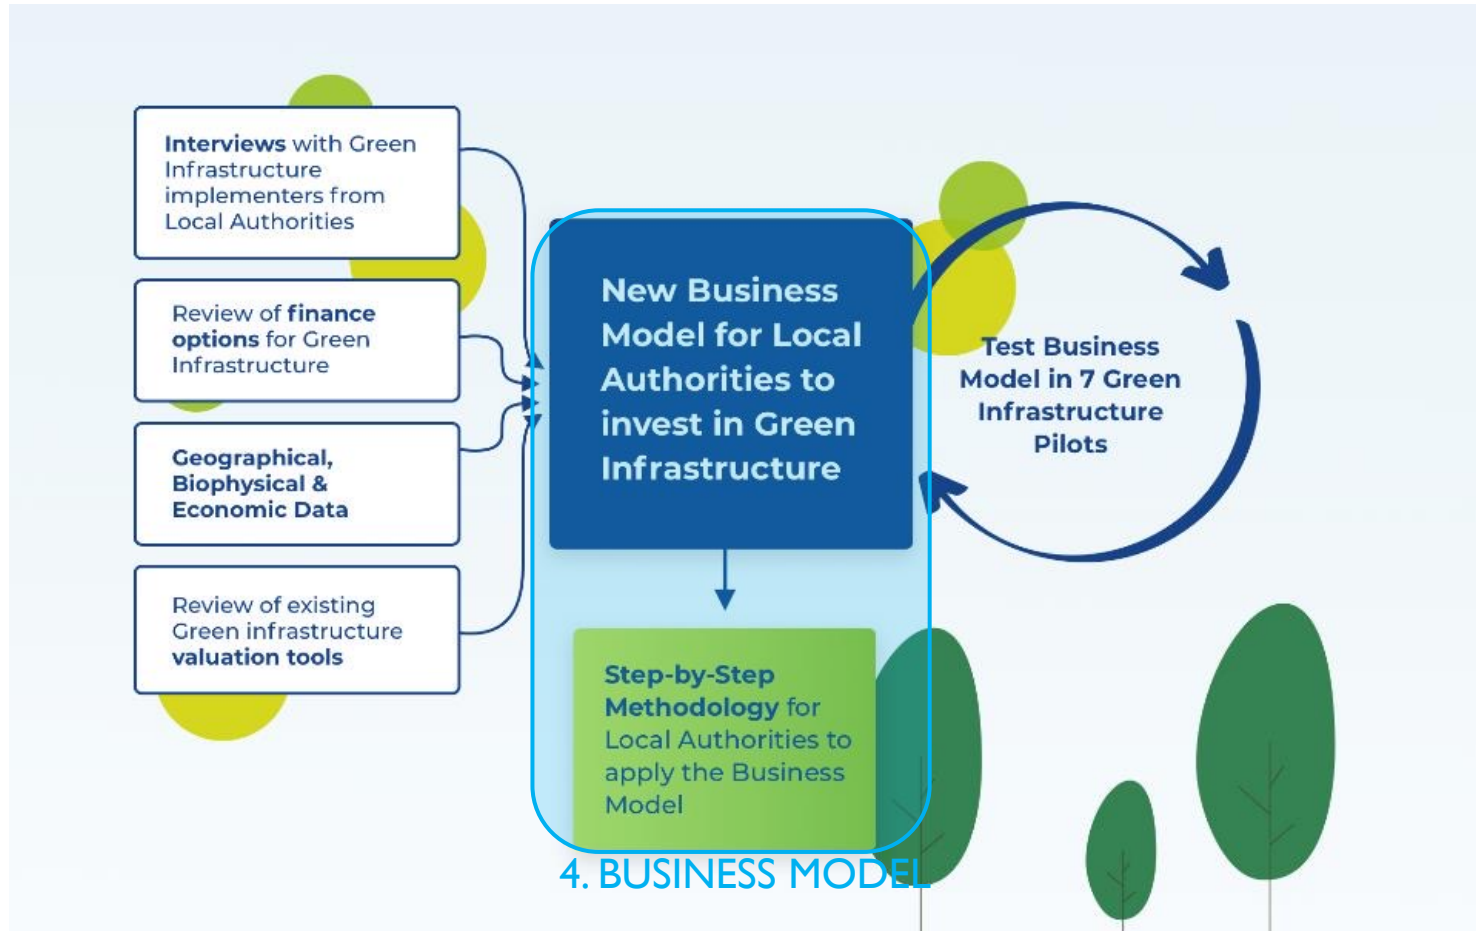 Interviews with Green
Infrastructure
implementers from
Local Authorities
Review of finance
options for Green
Infrastructure
Geographical,
Biophysical &
Economic Data
Review of existing
Green infrastructure
valuation tools
New Business
Model for Local
Authorities to
invest in Green
Infrastructure
Test Business
Model in 7 Green
Infrastructure
Pilots
Step-by-Step
Methodology for
Local Authorities to
apply the Business
Model
4. BUSINESS MODEL